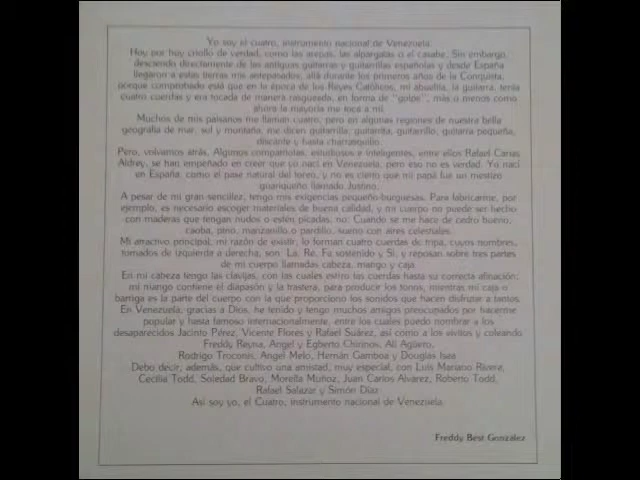 Yo soy el cuatro, instrumento nacional de Venezuela.
Hoy por hoy criollo de verdad, como las arepas, las alpargatas o el casabe. Sin embargo,
desciendo directamente de las antiguas guitarras y guitarrillas españolas y desde España
llegaron a estas tierras mis antepasados, allá durante los primeros años de la Conquista,
porque comprobado está que en la época de los Reyes Católicos, mi abuelita, la guitarra, tenía
cuatro cuerdas y era tocada de manera rasgueada, en forma de "golpe", más o menos como
ahora la mayoría me toca a mí.
Muchos de mis paisanos me llaman cuatro, pero en algunas regiones de nuestra bella
geografía de mar, sol y montaña, me dicen guitarrilla, guitarrita, guitarrillo, guitarra pequeña,
discante y hasta charrasquillo.
Pero, volvamos atrás. Algunos compatriotas, estudiosos e inteligentes, entre ellos Rafael Carías
Aldrey, se han empeñado en creer que yo nací en Venezuela, pero eso no es verdad. Yo nací
en España, como el pase natural del toreo, y no es cierto que mi papá fue un mestizo
guariqueño llamado Justino.
A pesar de mi gran sencillez, tengo mis exigencias pequeño-burguesas. Para fabricarme, por
ejemplo, es necesario escoger materiales de buena calidad, y mi cuerpo no puede ser hecho
con maderas que tengan nudos o estén picadas, no. Cuando se me hace de cedro bueno,
caoba, pino, manzanillo o pardillo, sueno con aires celestiales.
Mi atractivo principal, mi razón de existir, lo forman cuatro cuerdas de tripa, cuyos nombres,
tomados de izquierda a derecha, son: La, Re, Fa sostenido y Si, y reposan sobre tres partes
de mi cuerpo llamadas cabeza, mango y caja.
En mi cabeza tengo las clavijas, con las cuales estiro las cuerdas hasta su correcta afinación;
mi mango contiene el diapasón y la trastera, para producir los tonos, mientras mi caja o
barriga es la parte del cuerpo con la que proporciono los sonidos que hacen disfrutar a tantos.
En Venezuela, gracias a Dios, he tenido y tengo muchos amigos preocupados por hacerme
popular y hasta famoso internacionalmente, entre los cuales puedo nombrar a los
desaparecidos Jacinto Pérez, Vicente Flores y Rafael Suárez, así como a los vivitos y coleando
Freddy Reyna, Angel y Egberto Chirinos, Alí Agüero,
Rodrigo Troconis, Angel Melo, Hernán Gamboa y Douglas Isea
Debo decir, además, que cultivo una amistad, muy especial, con Luis Mariano Rivera,
Cecilia Todd, Soledad Bravo, Morella Muñoz, Juan Carlos Alvarez, Roberto Todd,
Rafael Salazar y Simón Díaz.
Así soy yo, el Cuatro, instrumento nacional de Venezuela.
Freddy Best González